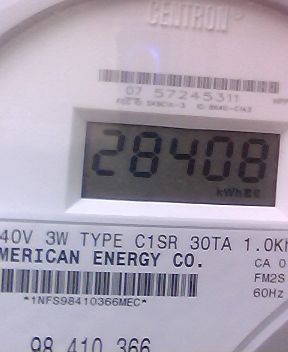 CENTRON
07 57245311
28408
kWh
40V 3W TYPE C1SR 30TA 1.0Kh
MERICAN ENERGY CO.
CA 0
FM2S
*1NFS98410366MEC*
60Hz
98 410 366